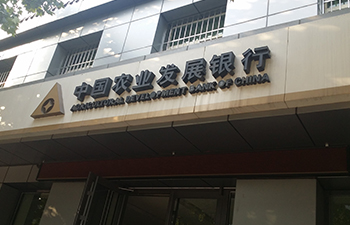 中国农业发展银行
AGRICULTURAL DEVELOPMENT BANK OF CHINA